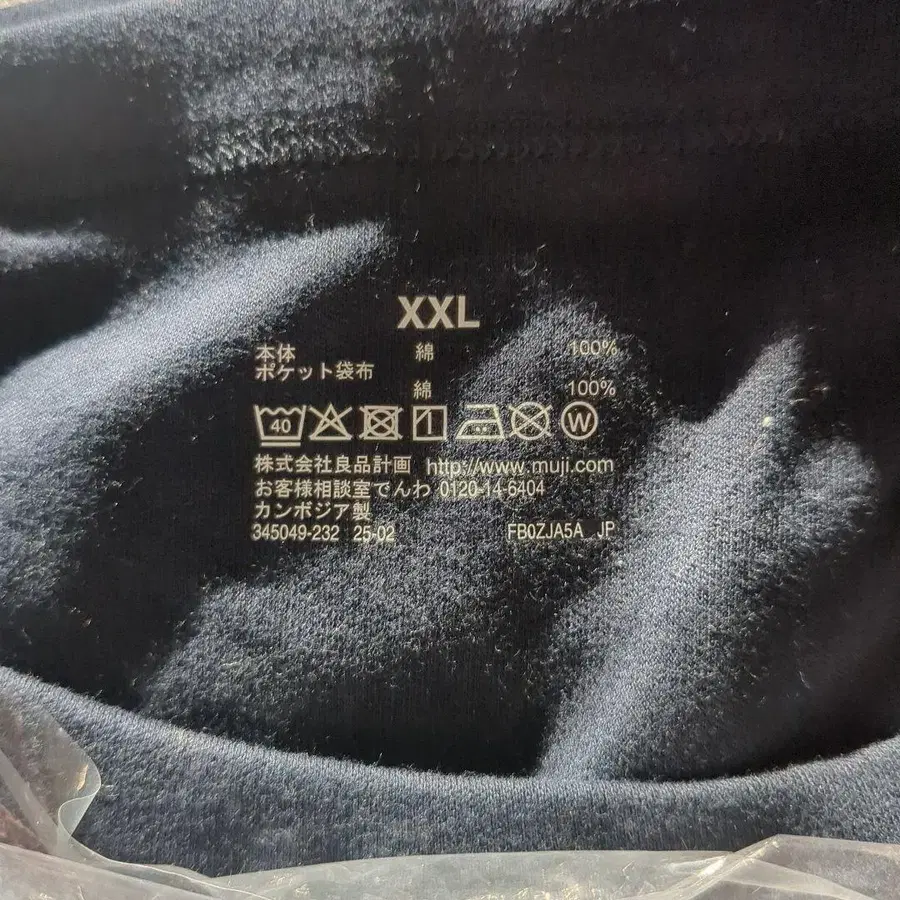 XXL
本体 綿 100%
ポケット袋布
綿 100%
40 W
株式会社良品計画 http://www.muji.com
お客様相談室でんわ 0120-14-6404
カンボジア製
345049-232 25-02 FB0ZJA5A JP